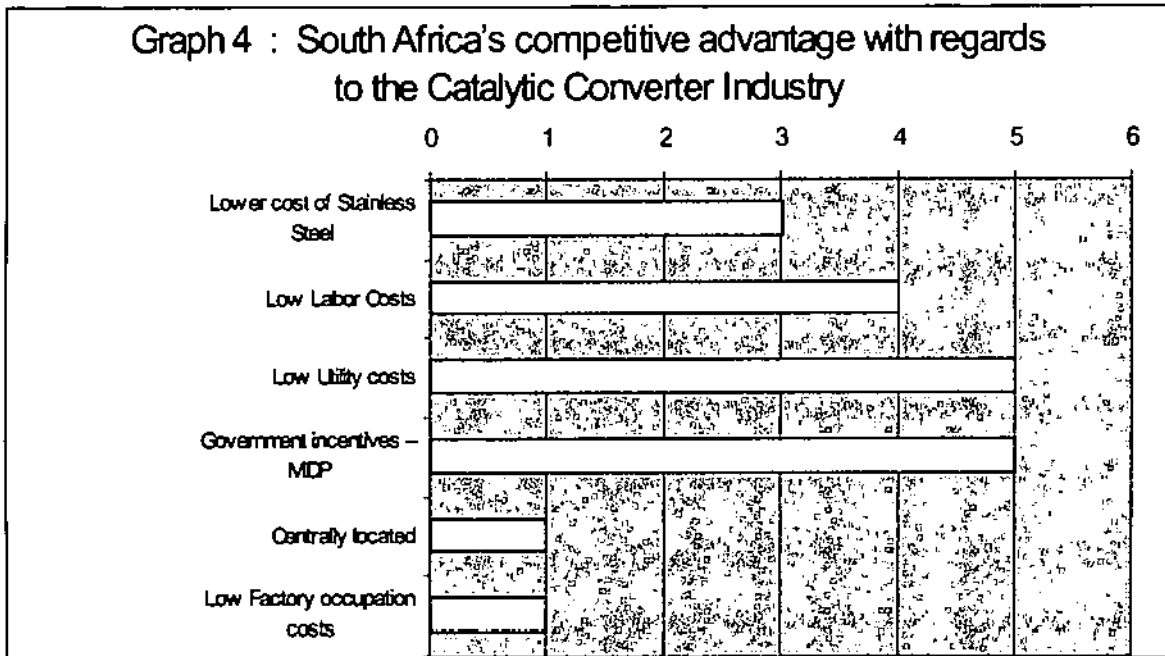 Graph 4 : South Africa's competitive advantage with regards
to the Catalytic Converter Industry
0 1 2 3 4 5 6
Lower cost of Stainless
Steel
Low Labor Costs
Low Utility costs
Government incentives –
MDP
Centrally located
Low Factory occupation
costs